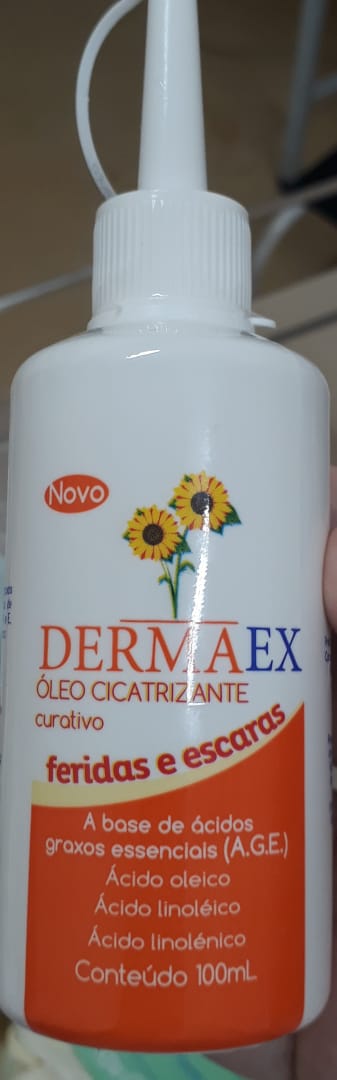 Novo
DERMAEX
ÓLEO CICATRIZANTE
curativo
feridas e escaras
A base de ácidos
graxos essenciais (A.G.E.)
Ácido oleico
Ácido linoléico
Ácido linolénico
Conteúdo 100mL